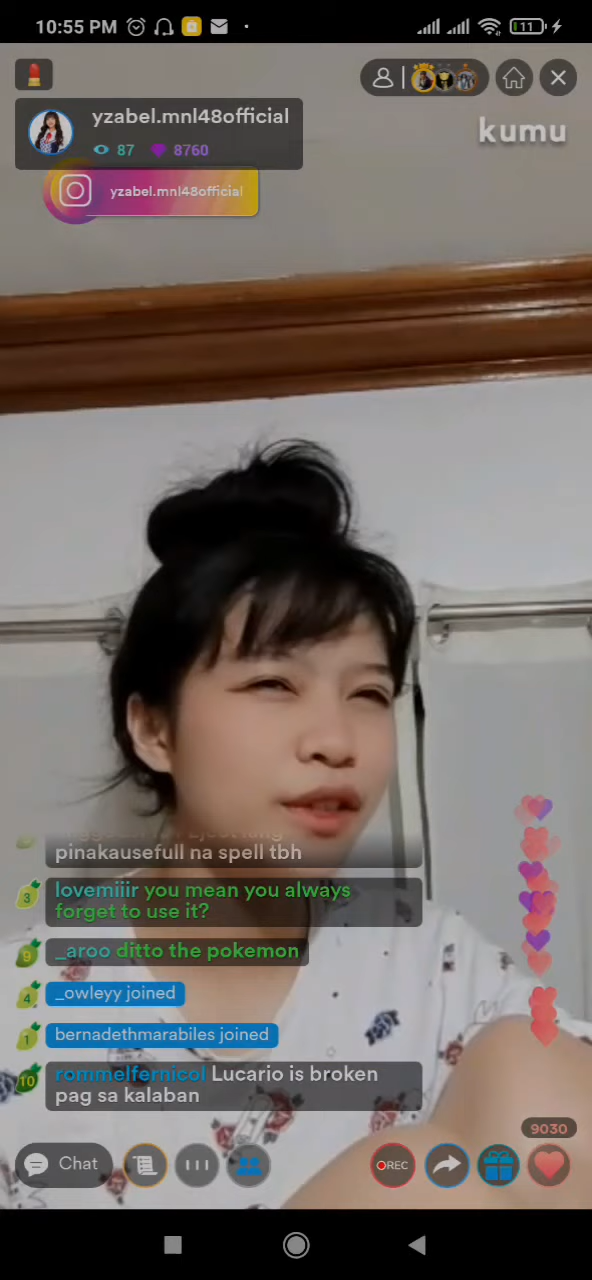 10:55 PM
11
yzabel.mnl48official
87
8760
kumu
yzabel.mnl48official
pinakausefull na spell tbh
3
lovemiiir you mean you always
forget to use it?
9
_aroo ditto the pokemon
4
_owleyy joined
1
bernadethmarabiles joined
10
rommelfernicol Lucario is broken
pag sa kalaban
9030
Chat
REC